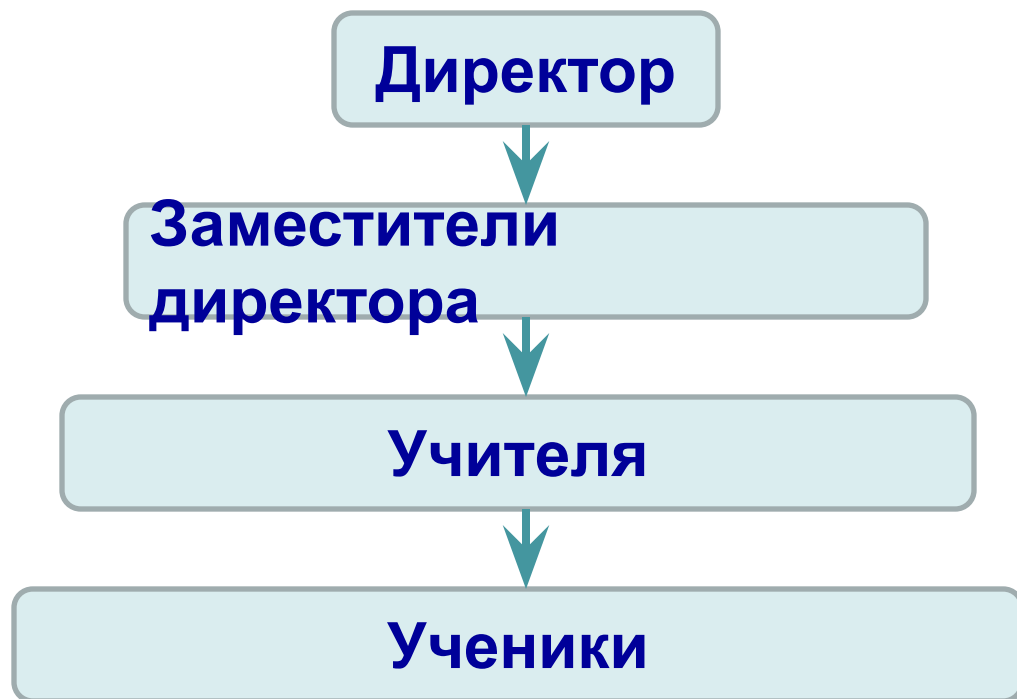 Директор
Заместители
директора
Учителя
Ученики